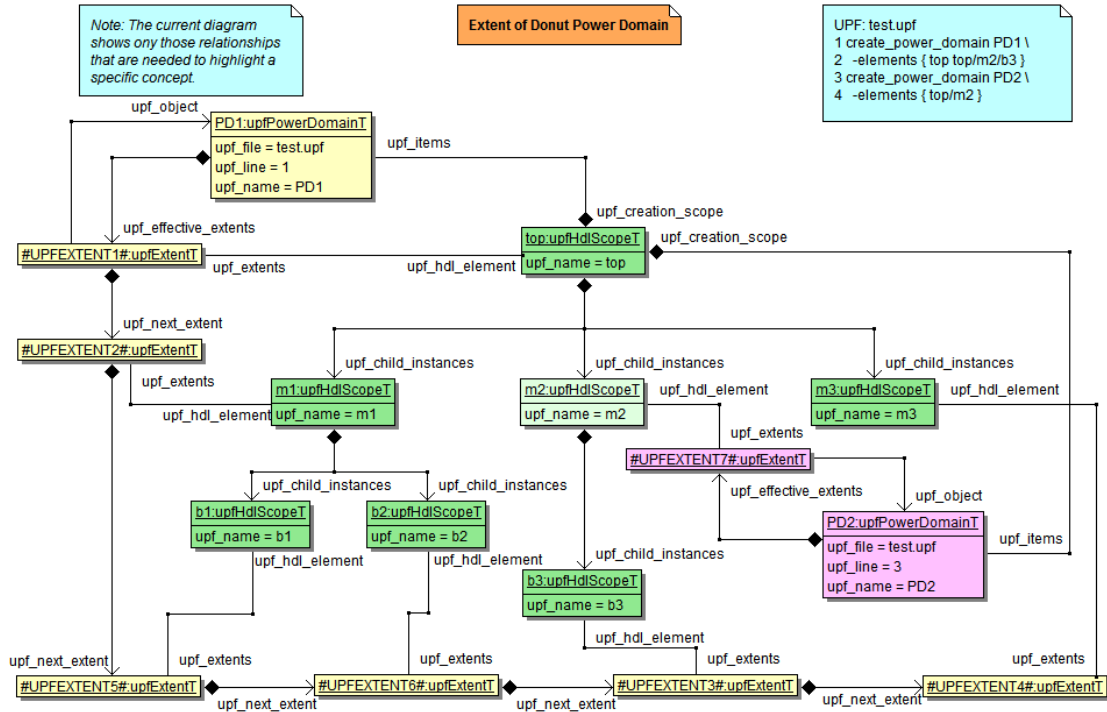 Note: The current diagram
shows ony those relationships
that are needed to highlight a
specific concept.
Extent of Donut Power Domain
UPF: test.upf
1 create_power_domain PD1 \
2  -elements { top top/m2/b3 }
3 create_power_domain PD2 \
4  -elements { top/m2 }
upf_object
PD1:upfPowerDomainT
upf_file = test.upf
upf_line = 1
upf_name = PD1
upf_items
upf_creation_scope
upf_effective_extents
#UPFEXTENT1#:upfExtentT
upf_extents
upf_hdl_element
top:upfHdlScopeT
upf_name = top
upf_creation_scope
upf_next_extent
#UPFEXTENT2#:upfExtentT
upf_extents
upf_hdl_element
upf_child_instances
m1:upfHdlScopeT
upf_name = m1
upf_child_instances
m2:upfHdlScopeT
upf_name = m2
upf_hdl_element
upf_child_instances
m3:upfHdlScopeT
upf_name = m3
upf_hdl_element
upf_extents
#UPFEXTENT7#:upfExtentT
upf_effective_extents
upf_object
PD2:upfPowerDomainT
upf_file = test.upf
upf_line = 3
upf_name = PD2
upf_items
upf_child_instances
b1:upfHdlScopeT
upf_name = b1
upf_hdl_element
upf_child_instances
b2:upfHdlScopeT
upf_name = b2
upf_hdl_element
upf_child_instances
b3:upfHdlScopeT
upf_name = b3
upf_hdl_element
upf_next_extent
#UPFEXTENT5#:upfExtentT
upf_extents
upf_next_extent
#UPFEXTENT6#:upfExtentT
upf_extents
upf_next_extent
#UPFEXTENT3#:upfExtentT
upf_extents
upf_next_extent
#UPFEXTENT4#:upfExtentT
upf_extents